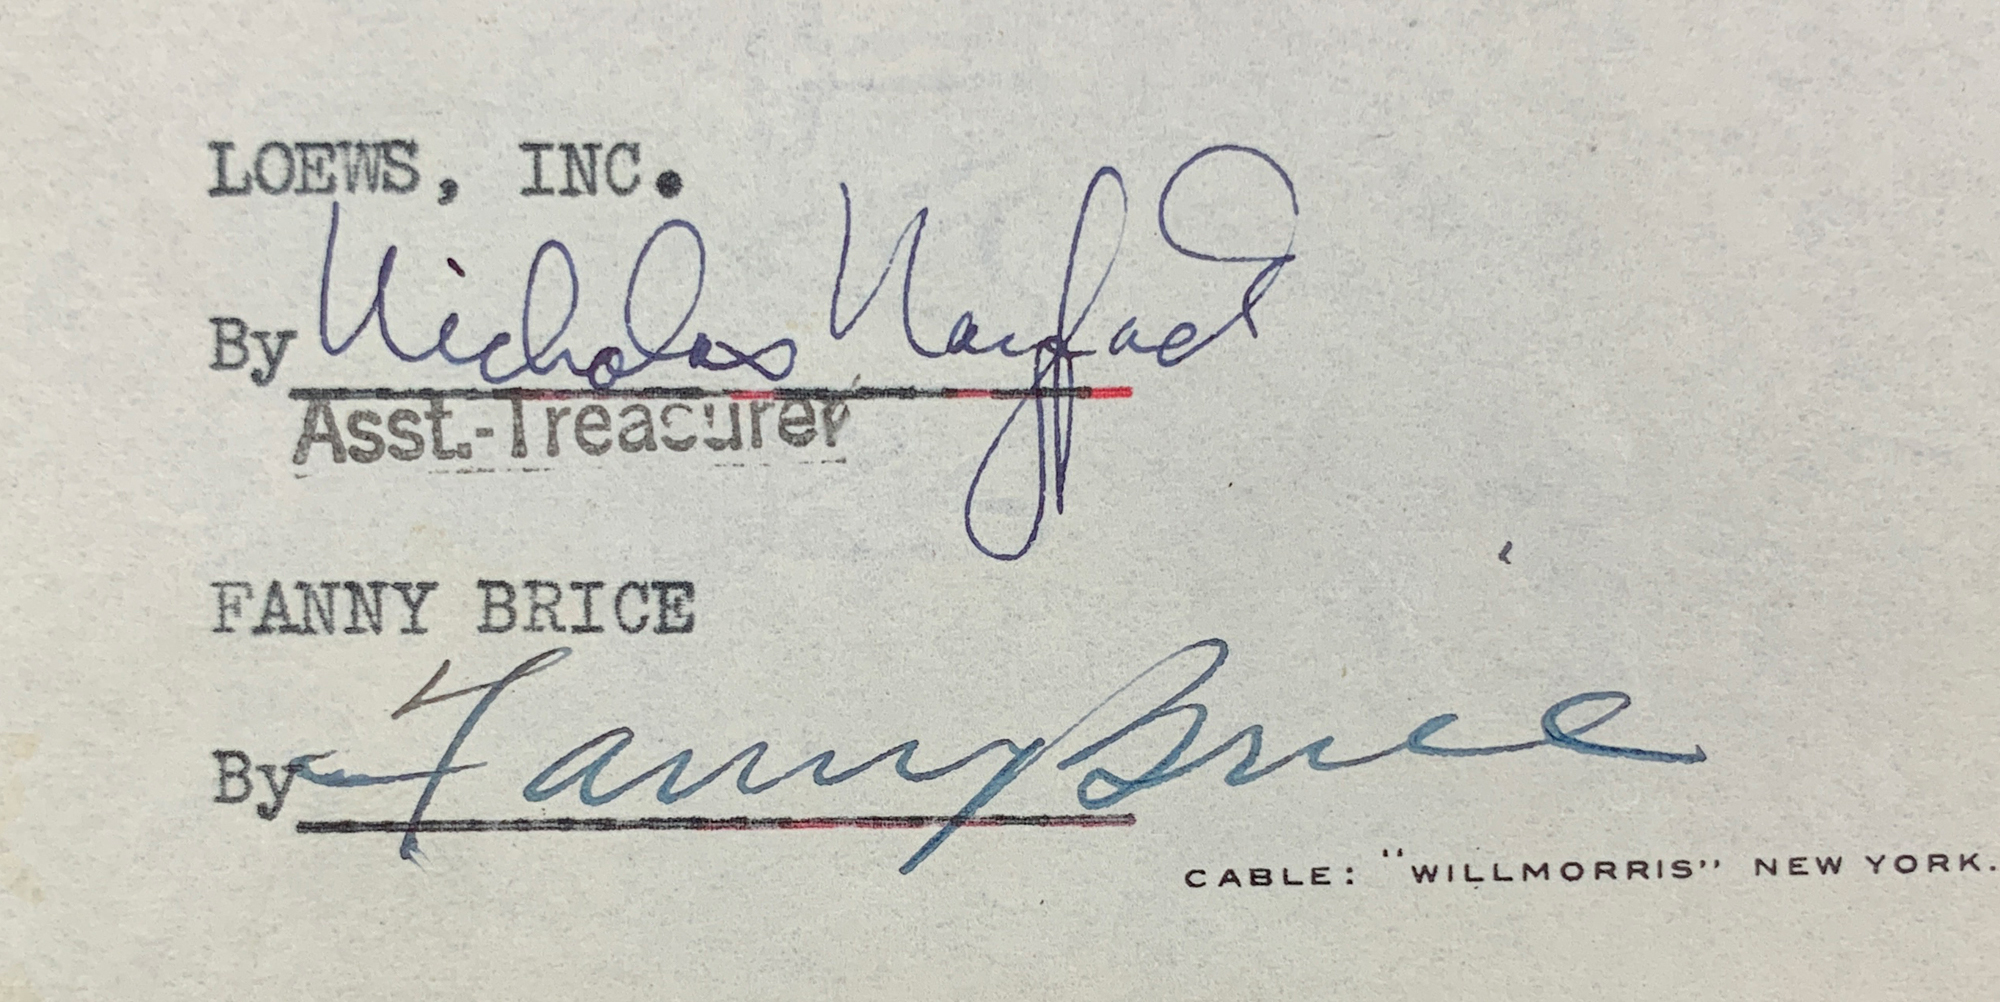 LOEWS, INC.
By Nicholas Nayfack
Asst.-Treasurer
FANNY BRICE
By Fanny Brice
CABLE: "WILLMORRIS" NEW YORK.